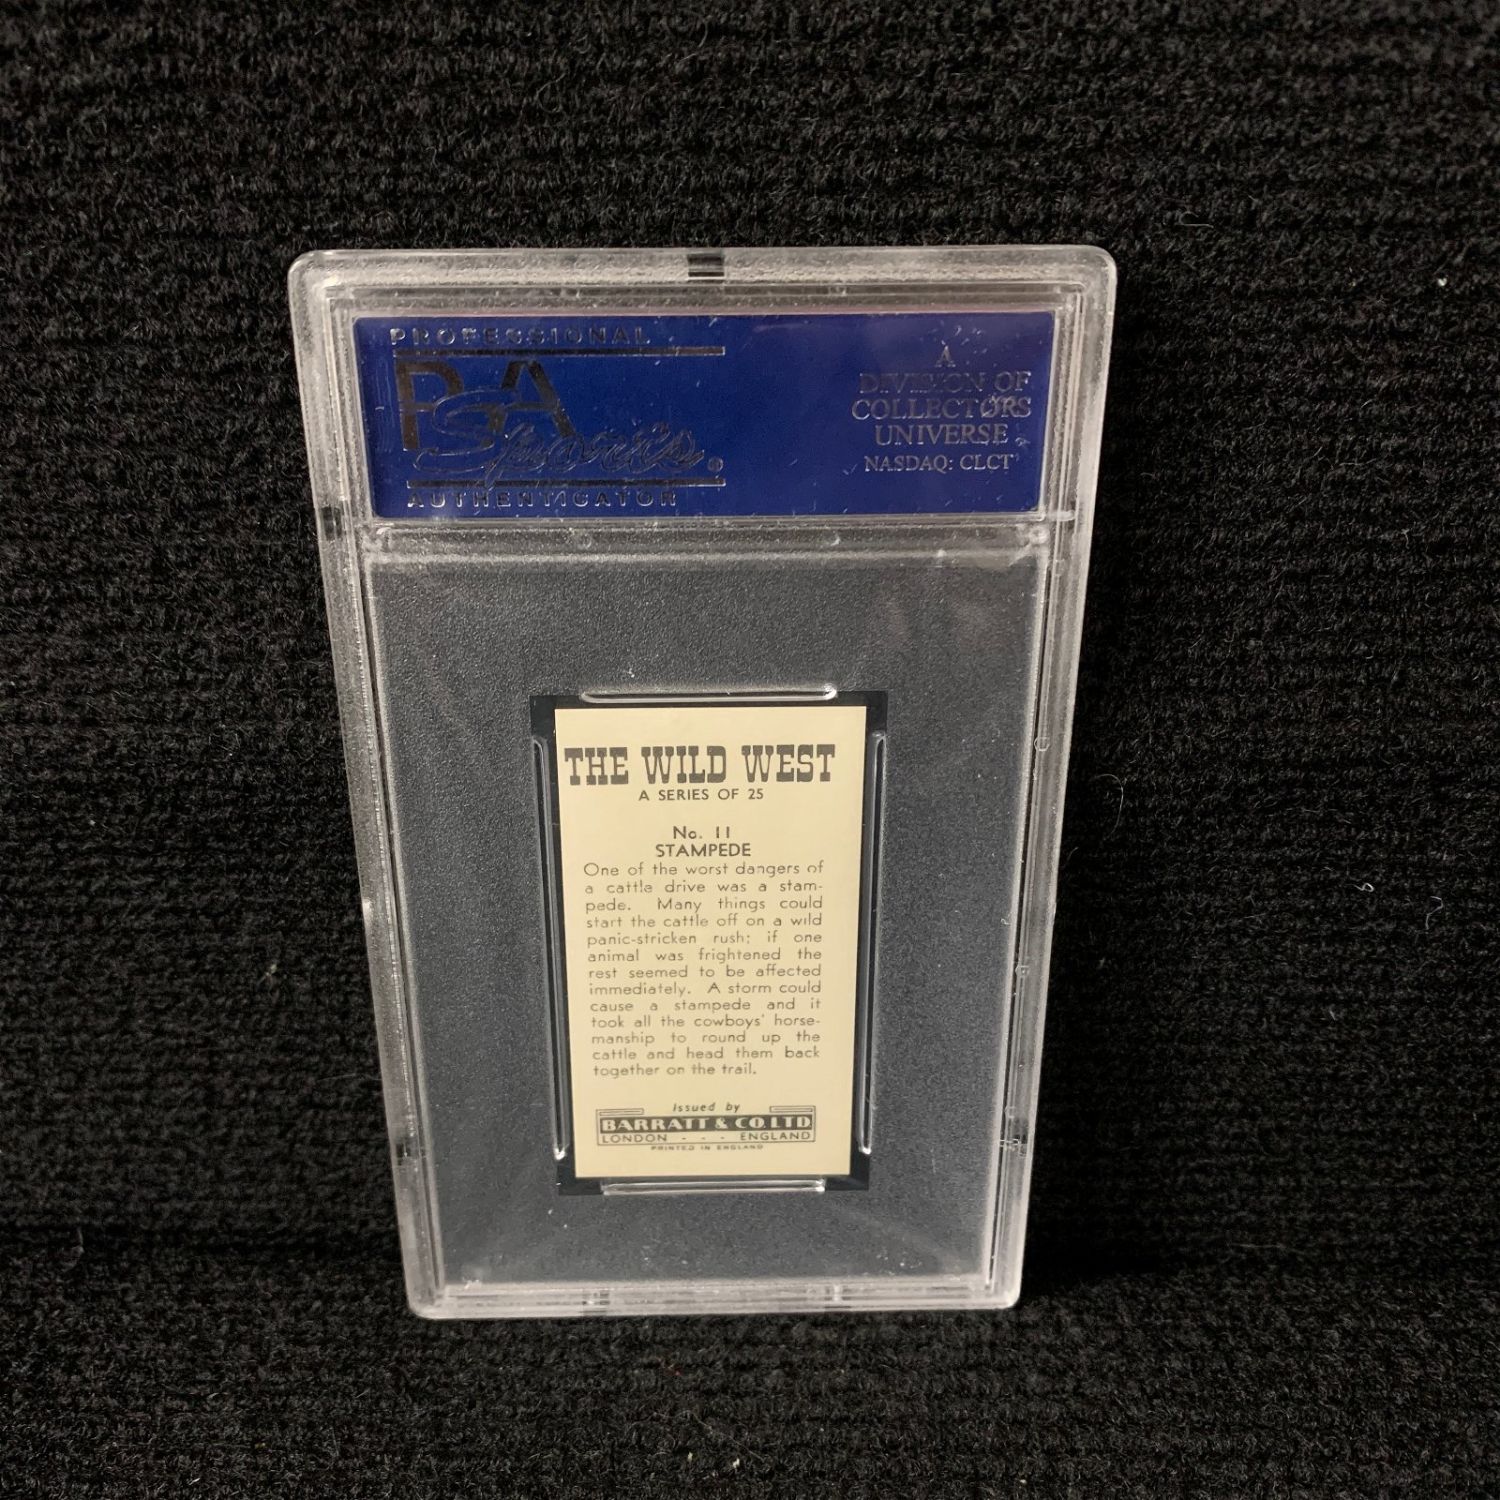 PROFESSIONAL
PSA
Sports®
AUTHENTICATOR
A
DIVISION OF
COLLECTORS
UNIVERSE
NASDAQ: CLCT
THE WILD WEST
A SERIES OF 25
No. 11
STAMPEDE
One of the worst dangers of
a cattle drive was a stam-
pede. Many things could
start the cattle off on a wild
panic-stricken rush; if one
animal was frightened the
rest seemed to be affected
immediately. A storm could
cause a stampede and it
took all the cowboys' horse-
manship to round up the
cattle and head them back
together on the trail.
Issued by
BARRATT & CO. LTD
LONDON - - - ENGLAND
PRINTED IN ENGLAND